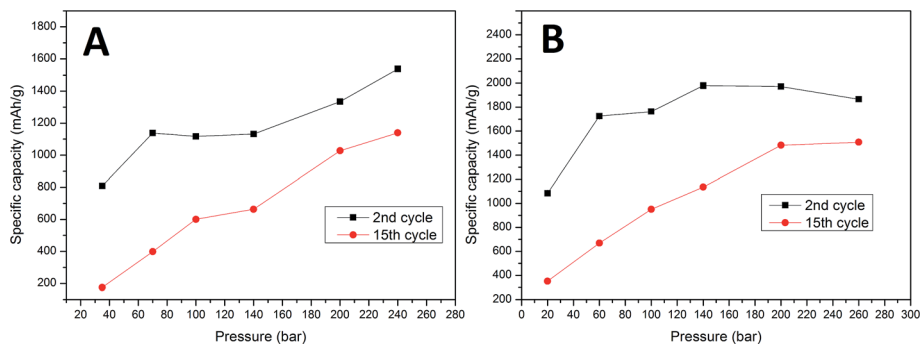 A
Specific capacity (mAh/g)
1800
1600
1400
1200
1000
800
600
400
200
2nd cycle
15th cycle
20 40 60 80 100 120 140 160 180 200 220 240 260 280
Pressure (bar)
B
Specific capacity (mAh/g)
2600
2400
2200
2000
1800
1600
1400
1200
1000
800
600
400
200
2nd cycle
15th cycle
0 20 40 60 80 100 120 140 160 180 200 220 240 260 280 300
Pressure (bar)